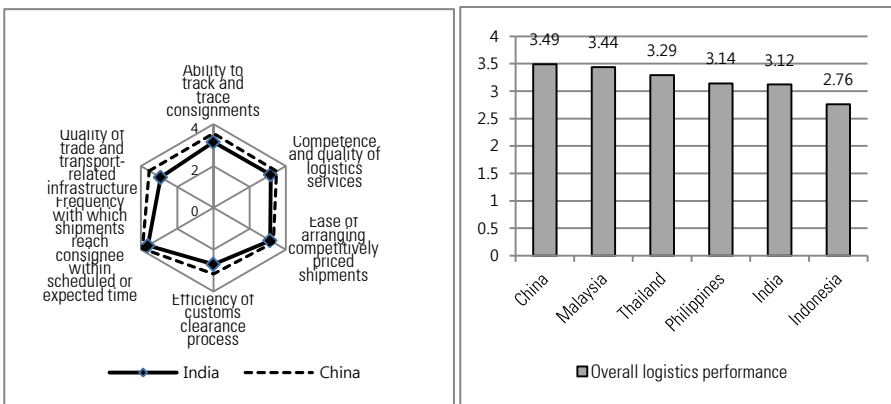 Ability to
track and
trace
consignments
Competence
and quality of
logistics
services
Ease of
arranging
competitively
priced
shipments
Efficiency of
customs
clearance
process
Frequency
with which
shipments
reach
consignee
within
scheduled or
expected time
Quality of
trade and
transport-
related
infrastructure
4
2
0
India
China
4
3.5
3
2.5
2
1.5
1
0.5
0
3.49
3.44
3.29
3.14
3.12
2.76
China
Malaysia
Thailand
Philippines
India
Indonesia
Overall logistics performance